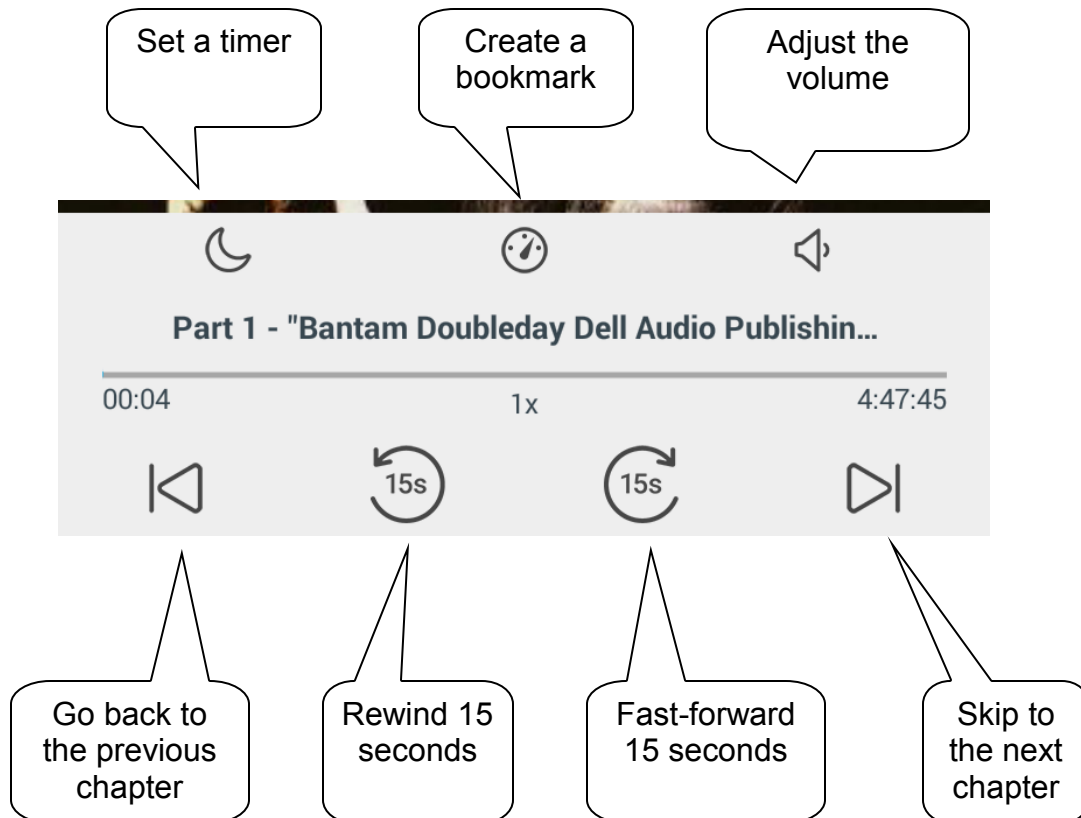 Set a timer
Create a
bookmark
Adjust the
volume
Part 1 - "Bantam Doubleday Dell Audio Publishin...
00:04
1x
4:47:45
15s
15s
Go back to
the previous
chapter
Rewind 15
seconds
Fast-forward
15 seconds
Skip to
the next
chapter